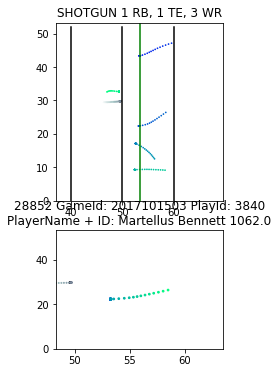 SHOTGUN 1 RB, 1 TE, 3 WR
50
40
30
20
10
0
40 50 60
28852 GameId: 2017101503 PlayId: 3840
PlayerName + ID: Martellus Bennett 1062.0
40
20
0
50 55 60